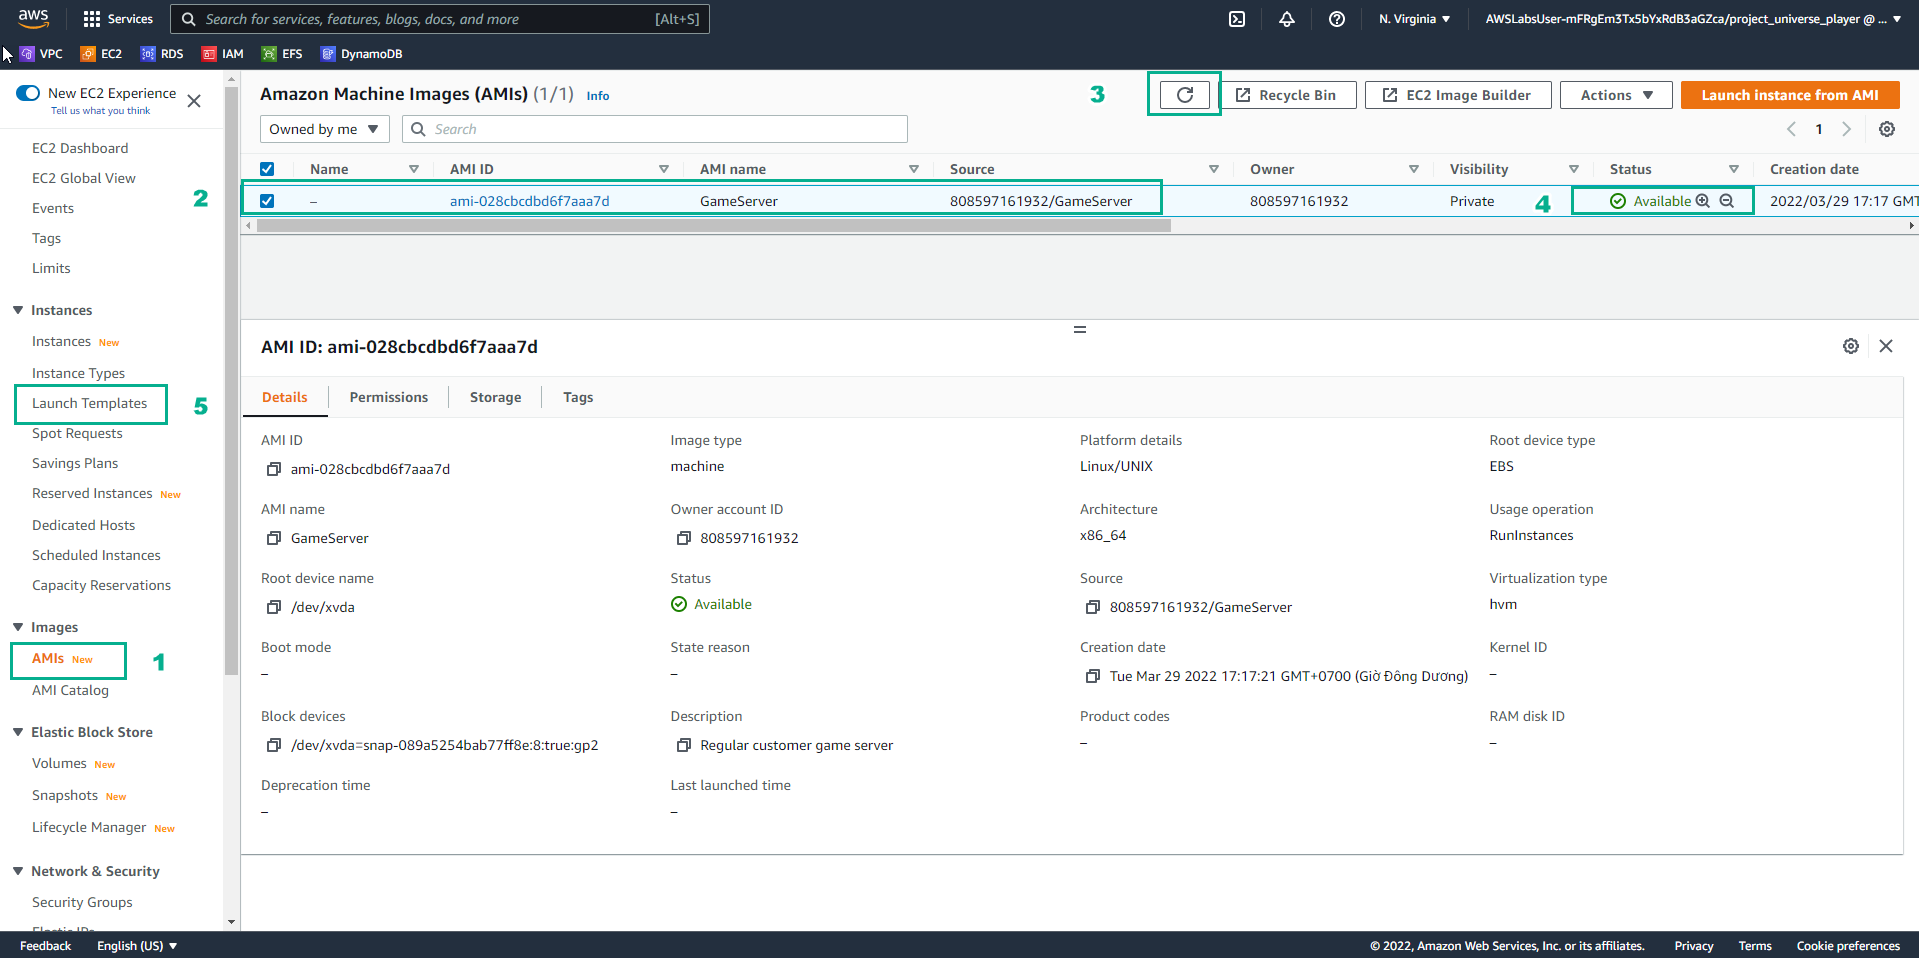 aws Services Search for services, features, blogs, docs, and more [Alt+S] N. Virginia ▼ AWSLabsUser-mFRgEm3Tx5bYxRdB3aGZca/project_universe_player @ ... ▼
VPC EC2 RDS IAM EFS DynamoDB
New EC2 Experience
Tell us what you think
EC2 Dashboard
EC2 Global View
Events
Tags
Limits
Instances
Instances New
Instance Types
Launch Templates
Spot Requests
Savings Plans
Reserved Instances New
Dedicated Hosts
Scheduled Instances
Capacity Reservations
Images
AMIs New
AMI Catalog
Elastic Block Store
Volumes New
Snapshots New
Lifecycle Manager New
Network & Security
Security Groups
Elastic IPs
2
5
1
Amazon Machine Images (AMIs) (1/1) Info
3
Recycle Bin EC2 Image Builder Actions ▼ Launch instance from AMI
Owned by me ▼ Search
1
Name AMI ID AMI name Source Owner Visibility Status Creation date
– ami-028cbcdbd6f7aaa7d GameServer 808597161932/GameServer 808597161932 Private 4 Available 2022/03/29 17:17 GMT
AMI ID: ami-028cbcdbd6f7aaa7d
Details Permissions Storage Tags
AMI ID Image type Platform details Root device type
ami-028cbcdbd6f7aaa7d machine Linux/UNIX EBS
AMI name Owner account ID Architecture Usage operation
GameServer 808597161932 x86_64 RunInstances
Root device name Status Source Virtualization type
/dev/xvda Available 808597161932/GameServer hvm
Boot mode State reason Creation date Kernel ID
– – Tue Mar 29 2022 17:17:21 GMT+0700 (Giờ Đông Dương) –
Block devices Description Product codes RAM disk ID
/dev/xvda=snap-089a5254bab77ff8e:8:true:gp2 Regular customer game server – –
Deprecation time Last launched time
– –
Feedback English (US) ▼ © 2022, Amazon Web Services, Inc. or its affiliates. Privacy Terms Cookie preferences